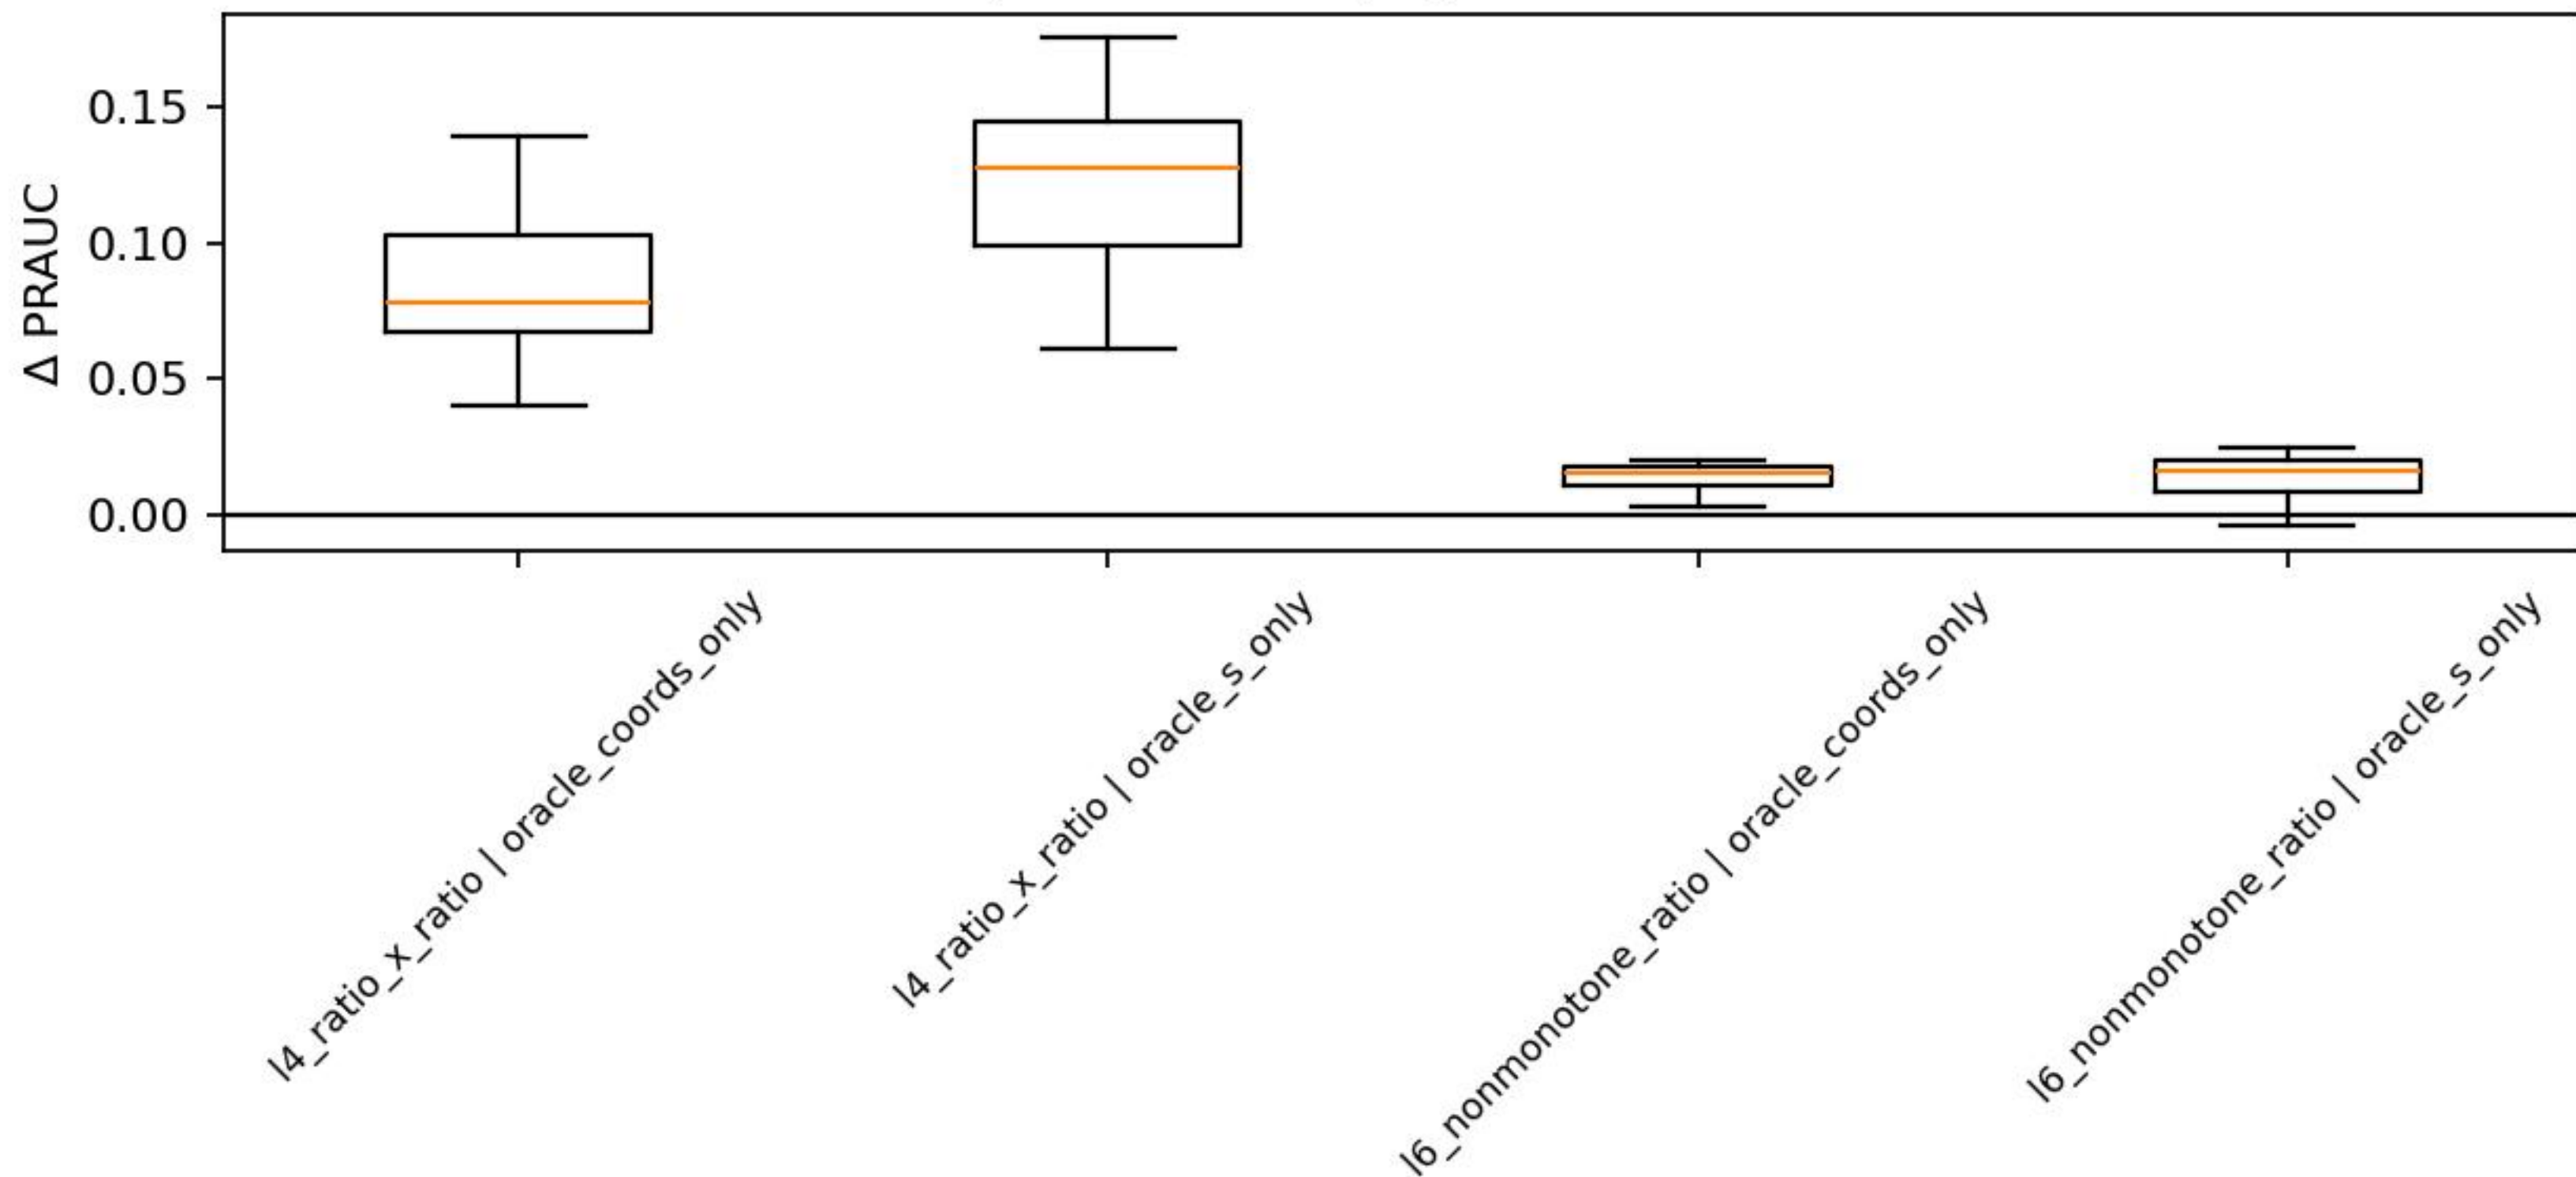 Δ PRAUC
0.15
0.10
0.05
0.00
l4_ratio_x_ratio | oracle_coords_only
l4_ratio_x_ratio | oracle_s_only
l6_nonmonotone_ratio | oracle_coords_only
l6_nonmonotone_ratio | oracle_s_only